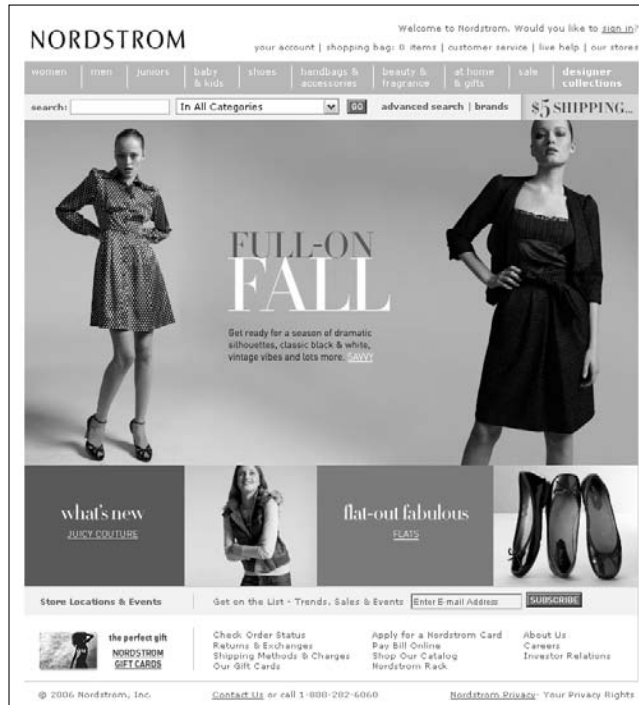 Welcome to Nordstrom. Would you like to sign in?
NORDSTROM
your account | shopping bag: 0 items | customer service | live help | our stores
women | men | juniors | baby & kids | shoes | handbags & accessories | beauty & fragrance | at home & gifts | sale | designer collections
search: In All Categories GO advanced search | brands $5 SHIPPING...
FULL-ON
FALL
Get ready for a season of dramatic
silhouettes, classic black & white,
vintage vibes and lots more. SAVVY
what's new
JUICY COUTURE
flat-out fabulous
FLATS
Store Locations & Events
Get on the List - Trends, Sales & Events Enter E-mail Address SUBSCRIBE
the perfect gift
NORDSTROM
GIFT CARDS
Check Order Status
Returns & Exchanges
Shipping Methods & Charges
Our Gift Cards
Apply for a Nordstrom Card
Pay Bill Online
Shop Our Catalog
Nordstrom Rack
About Us
Careers
Investor Relations
© 2006 Nordstrom, Inc. Contact Us or call 1-888-282-6060 Nordstrom Privacy- Your Privacy Rights